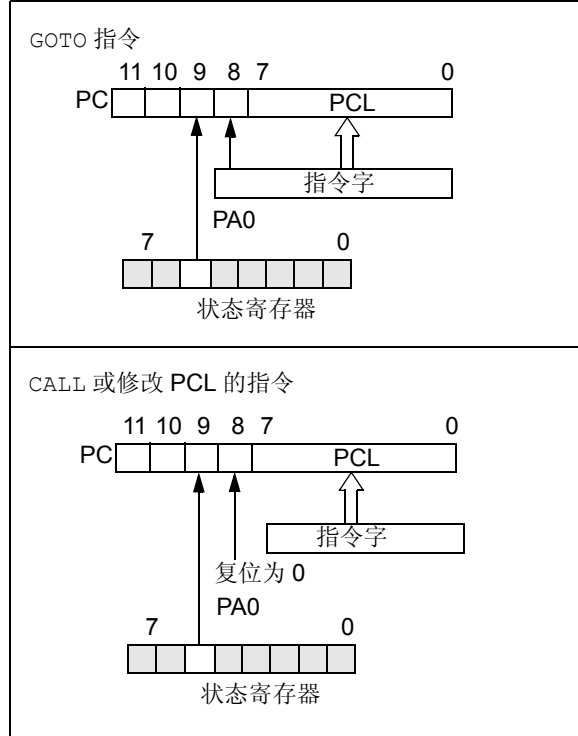 GOTO 指令
11 10 9 8 7 0
PC PCL
指令字
PA0
7 0
状态寄存器
CALL 或修改 PCL 的指令
11 10 9 8 7 0
PC PCL
指令字
复位为 0
PA0
7 0
状态寄存器